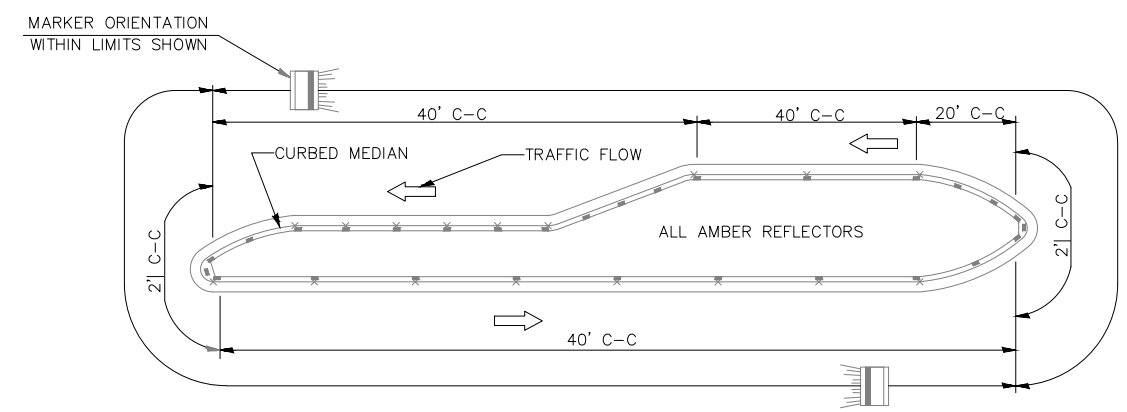 MARKER ORIENTATION
WITHIN LIMITS SHOWN
40' C-C
40' C-C
20' C-C
CURBED MEDIAN
TRAFFIC FLOW
ALL AMBER REFLECTORS
2' C-C
2' C-C
40' C-C